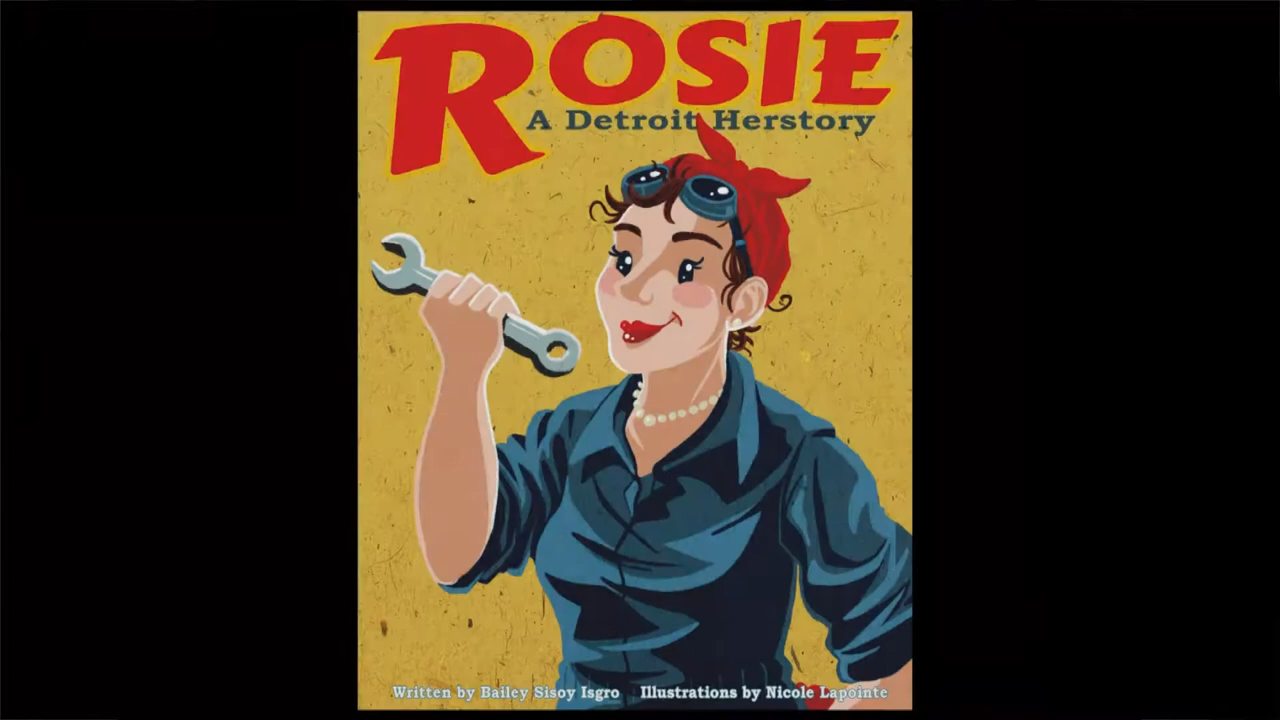 ROSIE
A Detroit Herstory
Written by Bailey Sisoy Isgro Illustrations by Nicole Lapointe